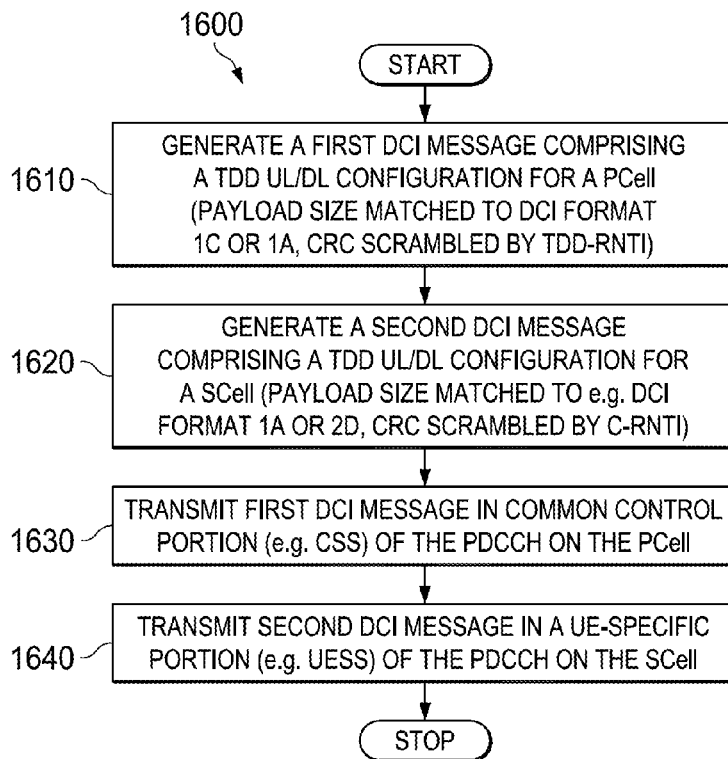 1600
START
1610
GENERATE A FIRST DCI MESSAGE COMPRISING
A TDD UL/DL CONFIGURATION FOR A PCell
(PAYLOAD SIZE MATCHED TO DCI FORMAT
1C OR 1A, CRC SCRAMBLED BY TDD-RNTI)
1620
GENERATE A SECOND DCI MESSAGE
COMPRISING A TDD UL/DL CONFIGURATION FOR
A SCell (PAYLOAD SIZE MATCHED TO e.g. DCI
FORMAT 1A OR 2D, CRC SCRAMBLED BY C-RNTI)
1630
TRANSMIT FIRST DCI MESSAGE IN COMMON CONTROL
PORTION (e.g. CSS) OF THE PDCCH ON THE PCell
1640
TRANSMIT SECOND DCI MESSAGE IN A UE-SPECIFIC
PORTION (e.g. UESS) OF THE PDCCH ON THE SCell
STOP